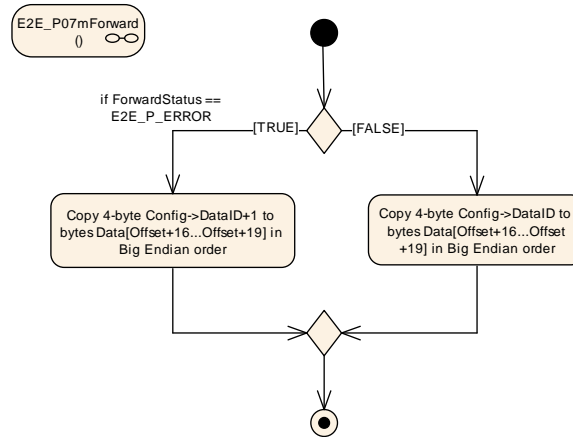 E2E_P07mForward
()
if ForwardStatus ==
E2E_P_ERROR
[TRUE]
[FALSE]
Copy 4-byte Config->DataID+1 to
bytes Data[Offset+16...Offset+19] in
Big Endian order
Copy 4-byte Config->DataID to
bytes Data[Offset+16...Offset
+19] in Big Endian order